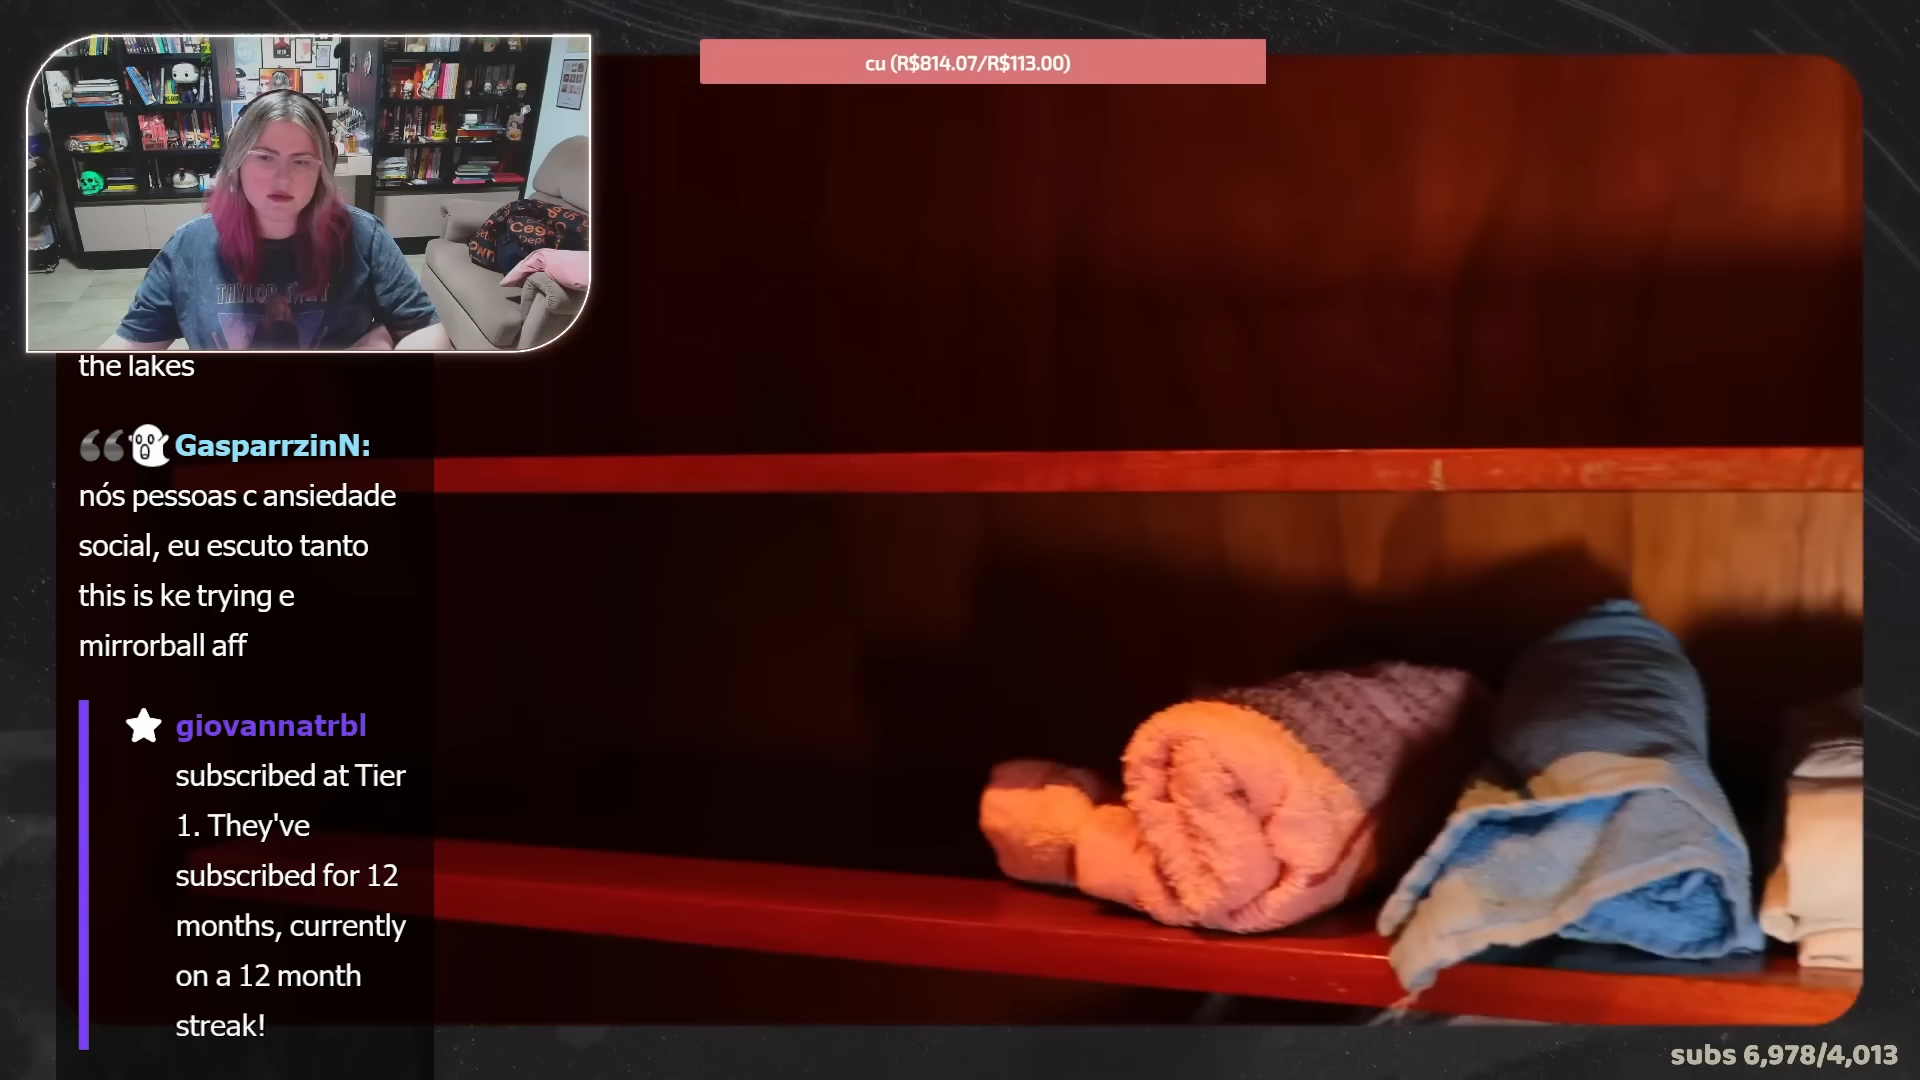 cu (R$814.07/R$113.00)
TAYLOR SWIFT
the lakes
GasparrzinN:
nós pessoas c ansiedade
social, eu escuto tanto
this is ke trying e
mirrorball aff
giovannatrbl
subscribed at Tier
1. They've
subscribed for 12
months, currently
on a 12 month
streak!
subs 6,978/4,013